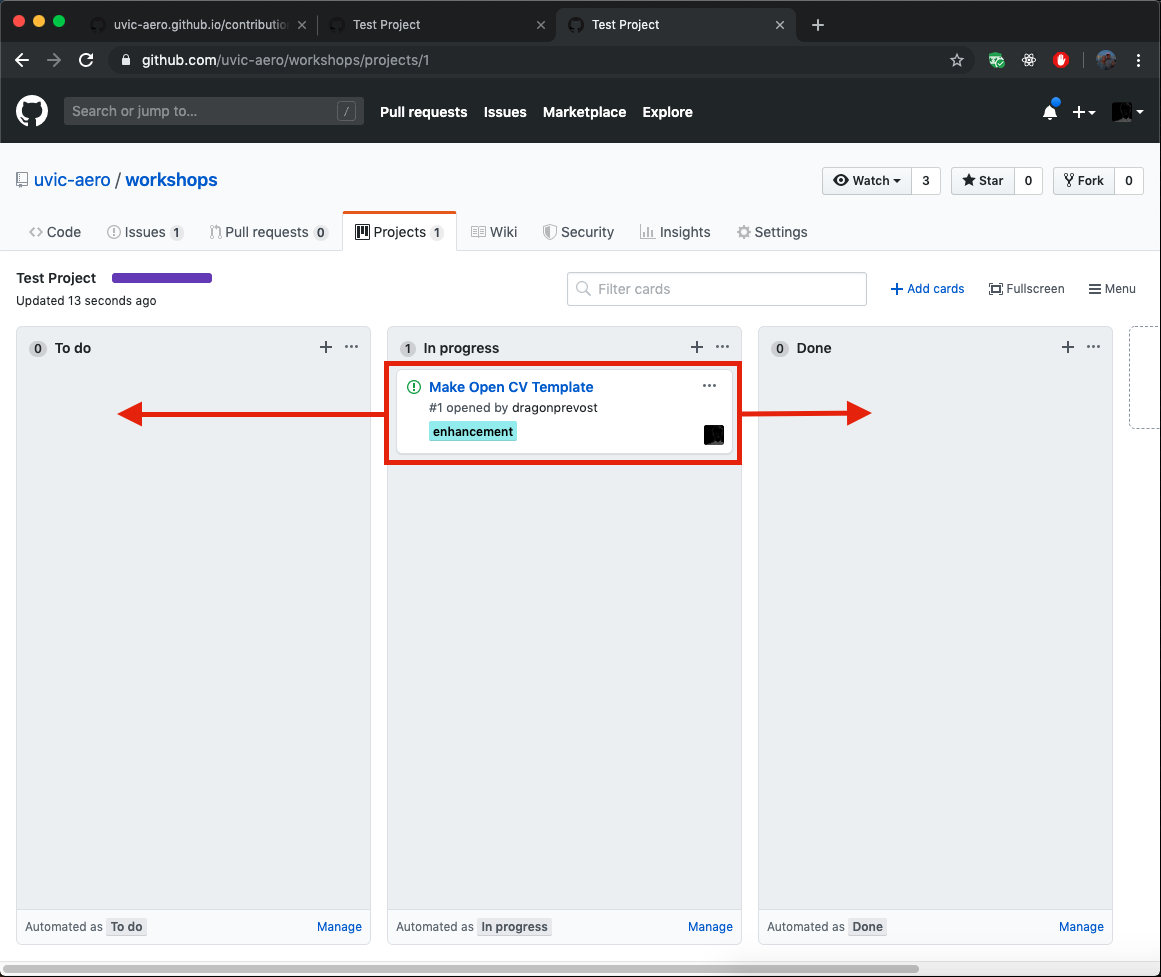 uvic-aero.github.io/contribution
Test Project
Test Project
github.com/uvic-aero/workshops/projects/1
Search or jump to... /
Pull requests Issues Marketplace Explore
uvic-aero / workshops
Watch 3 Star 0 Fork 0
Code Issues 1 Pull requests 0 Projects 1 Wiki Security Insights Settings
Test Project
Updated 13 seconds ago
Filter cards
Add cards Fullscreen Menu
0 To do
1 In progress
0 Done
Make Open CV Template
#1 opened by dragonprevost
enhancement
Automated as To do Manage
Automated as In progress Manage
Automated as Done Manage